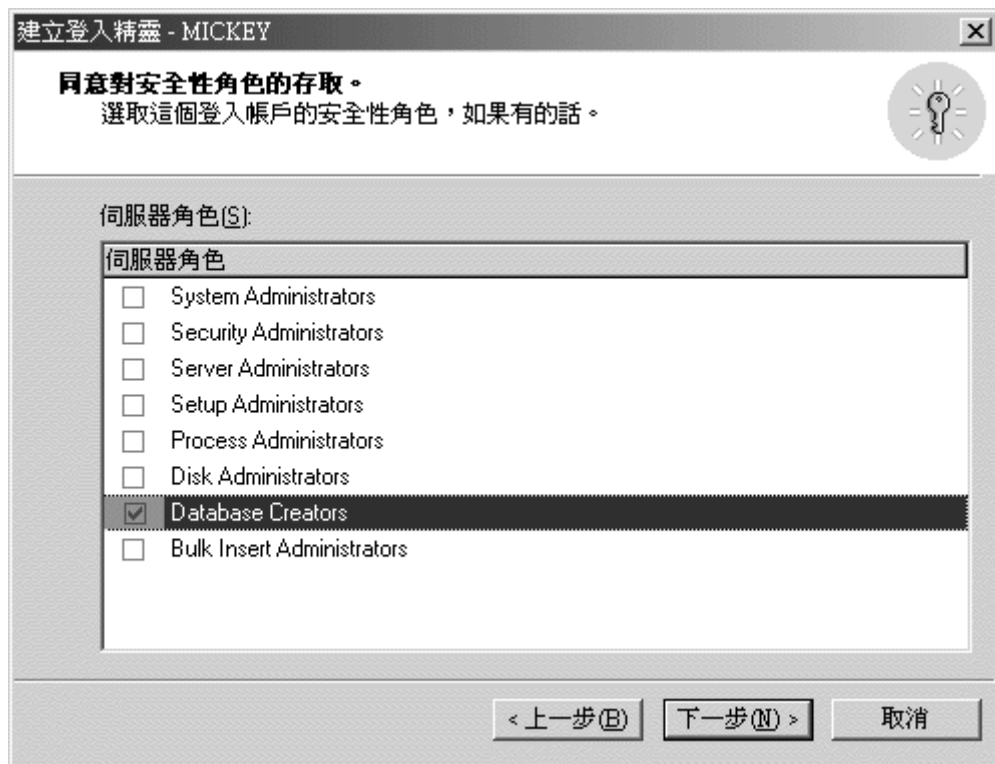 建立登入精靈 - MICKEY
同意對安全性角色的存取。
選取這個登入帳戶的安全性角色，如果有的話。
伺服器角色(S):
伺服器角色
System Administrators
Security Administrators
Server Administrators
Setup Administrators
Process Administrators
Disk Administrators
Database Creators
Bulk Insert Administrators
< 上一步(B) 下一步(N) > 取消